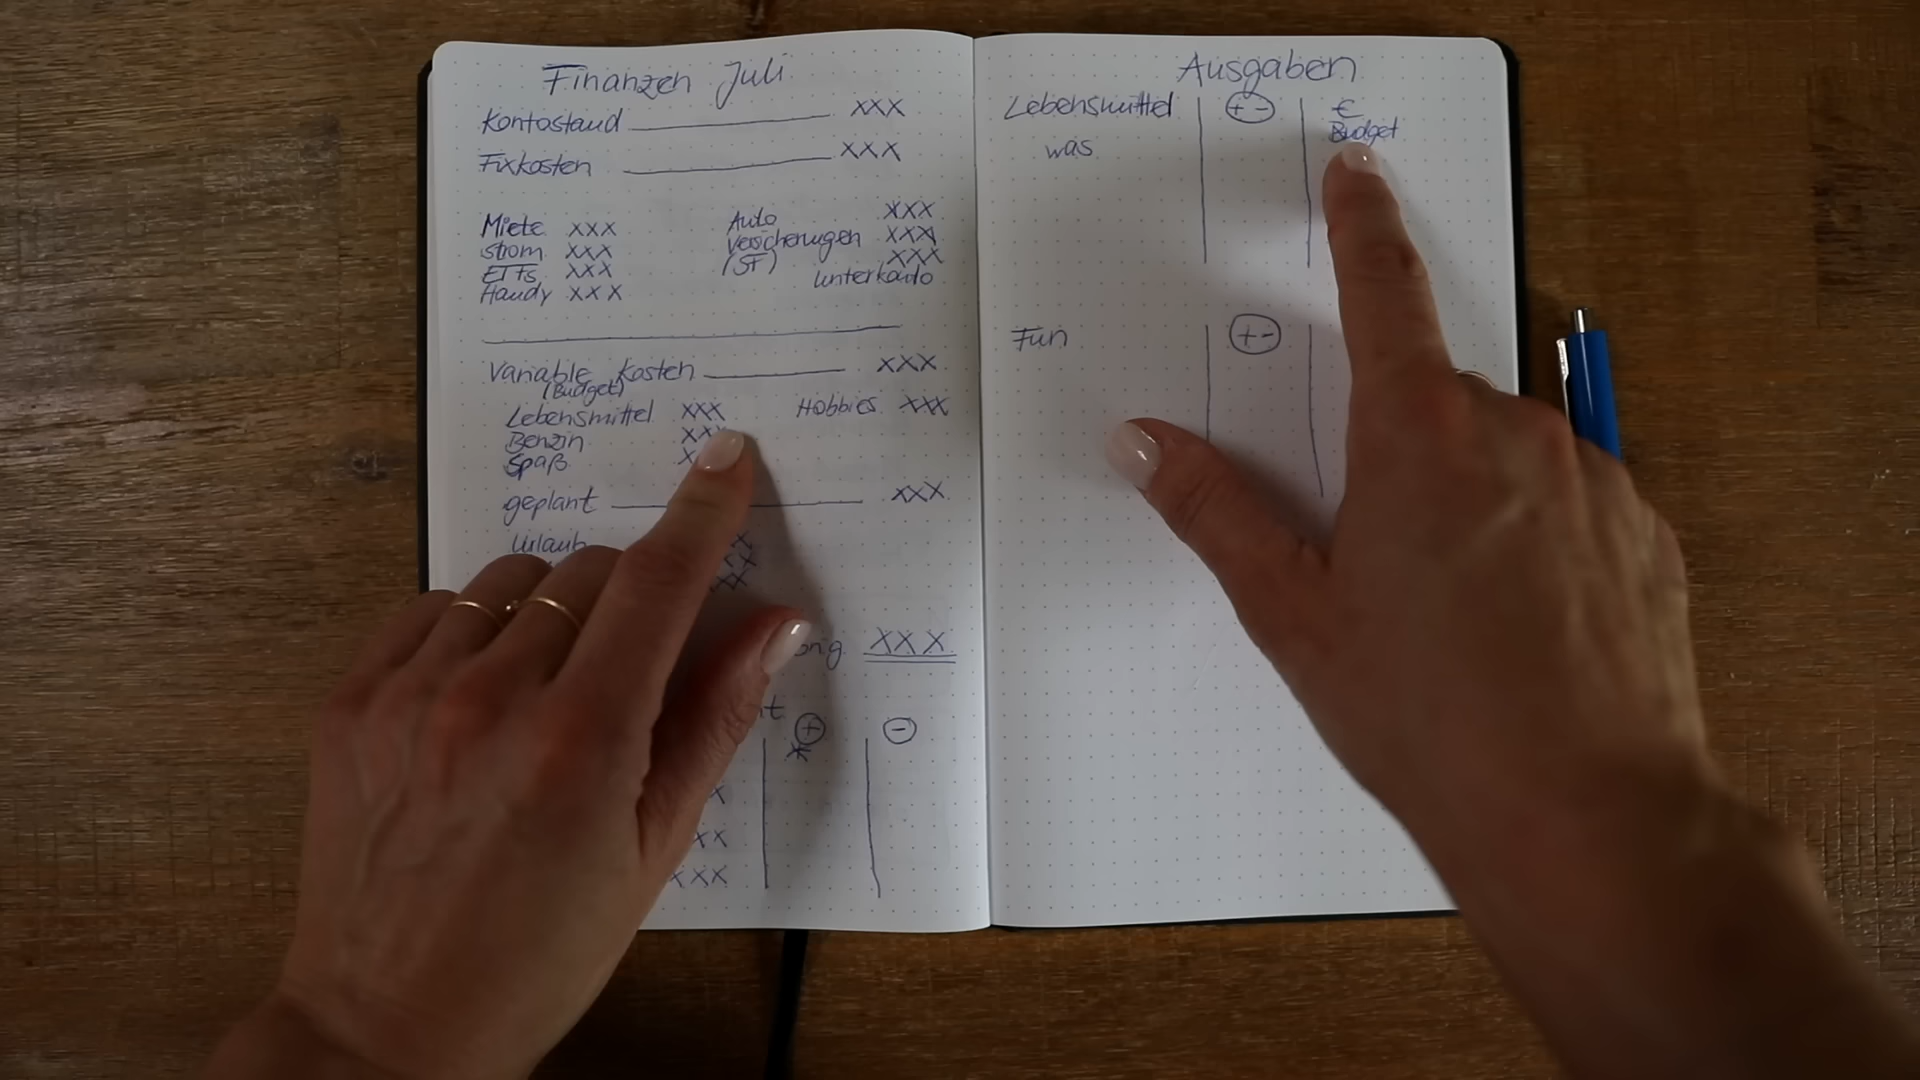 Finanzen Juli
Kontostand XXX
Fixkosten XXX
Miete XXX
Strom XXX
ETFs XXX
Handy XXX
Auto XXX
Versicherungen XXX
(SF) XXX
Unterkonto
Variable Kosten XXX
(Budget)
Lebensmittel XXX
Benzin XXX
Spaß
Hobbies XXX
geplant XXX
Urlaub
XXX
+ -
Ausgaben
Lebensmittel + - €
Budget
was
Fun + -